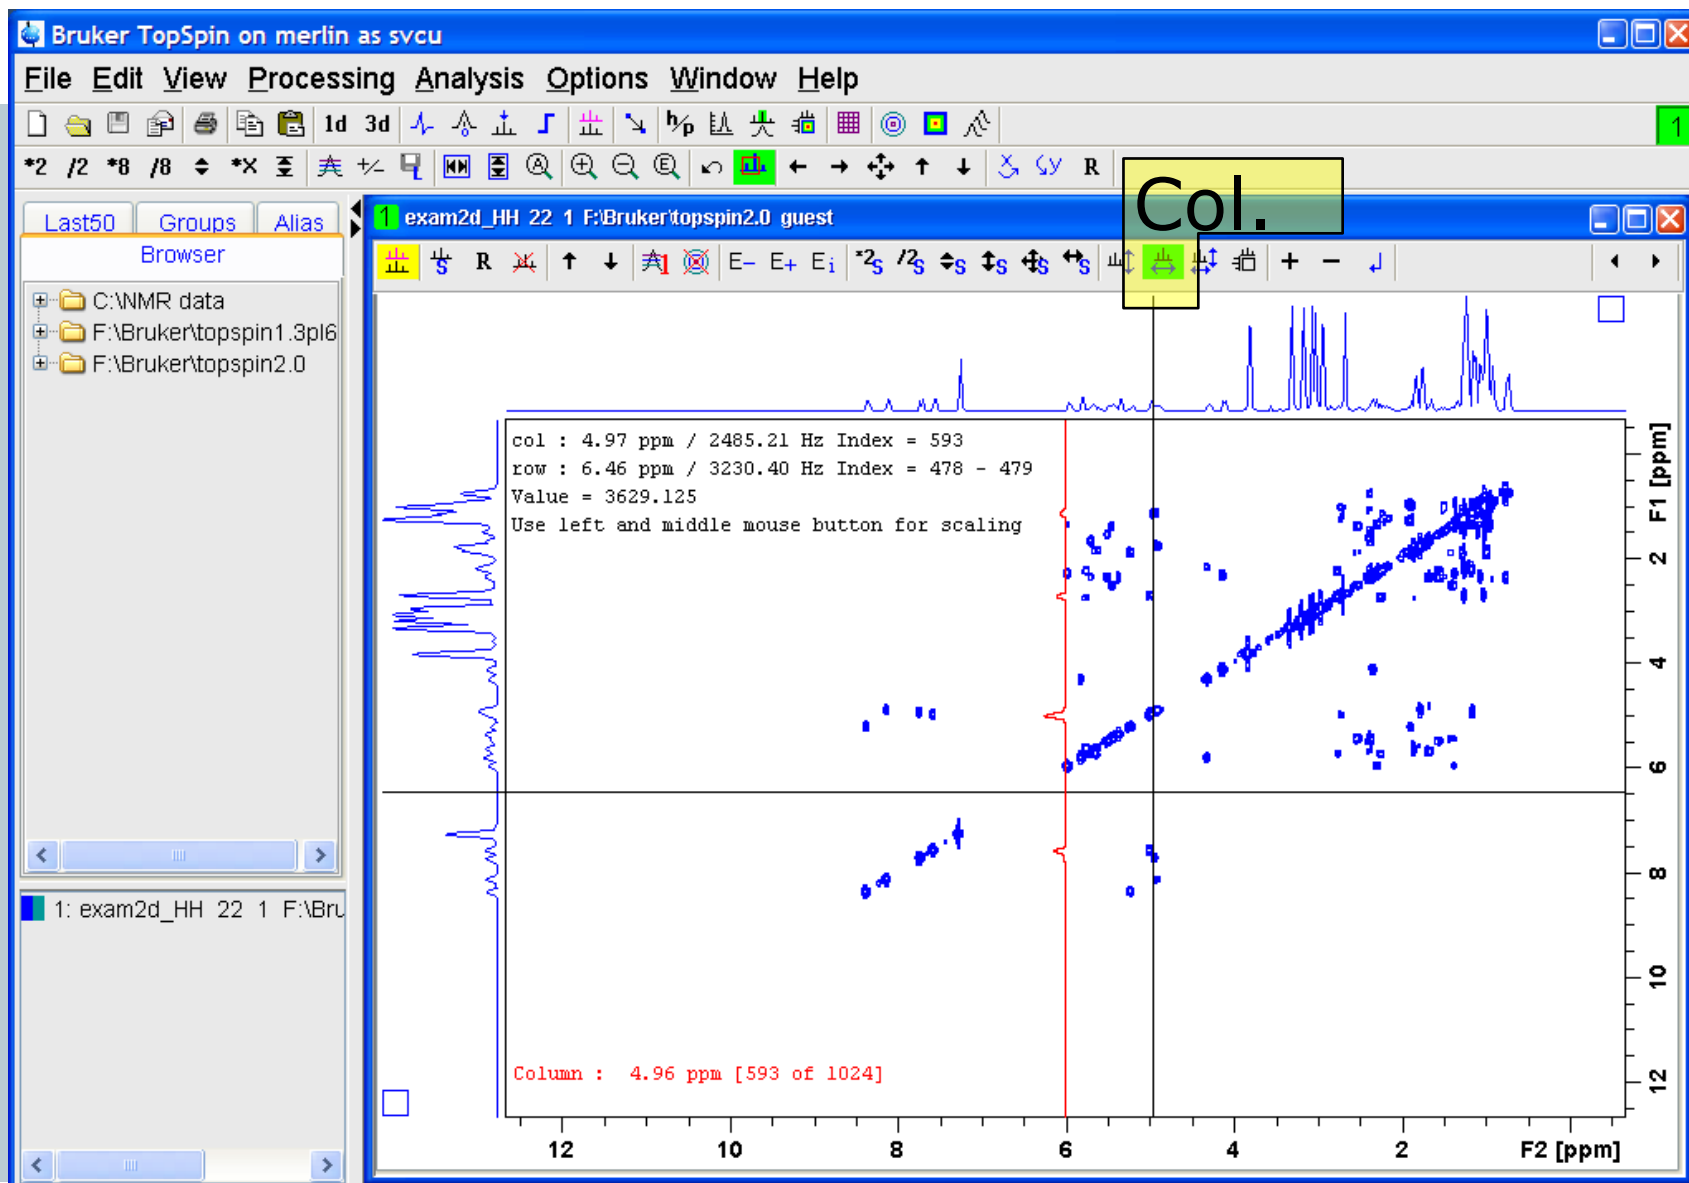 Bruker TopSpin on merlin as svcu
File Edit View Processing Analysis Options Window Help
1d 3d h/p 1
*2 /2 *8 /8 *X +/- R
Col.
Last50 Groups Alias
Browser
C:\NMR data
F:\Bruker\topspin1.3pl6
F:\Bruker\topspin2.0
1: exam2d_HH 22 1 F:\Bru
1 exam2d_HH 22 1 F:\Bruker\topspin2.0 guest
S R 1 E- E+ Ei *2S /2S S S S S + -
col : 4.97 ppm / 2485.21 Hz Index = 593
row : 6.46 ppm / 3230.40 Hz Index = 478 - 479
Value = 3629.125
Use left and middle mouse button for scaling
Column : 4.96 ppm [593 of 1024]
F1 [ppm]
2
4
6
8
10
12
12 10 8 6 4 2 F2 [ppm]